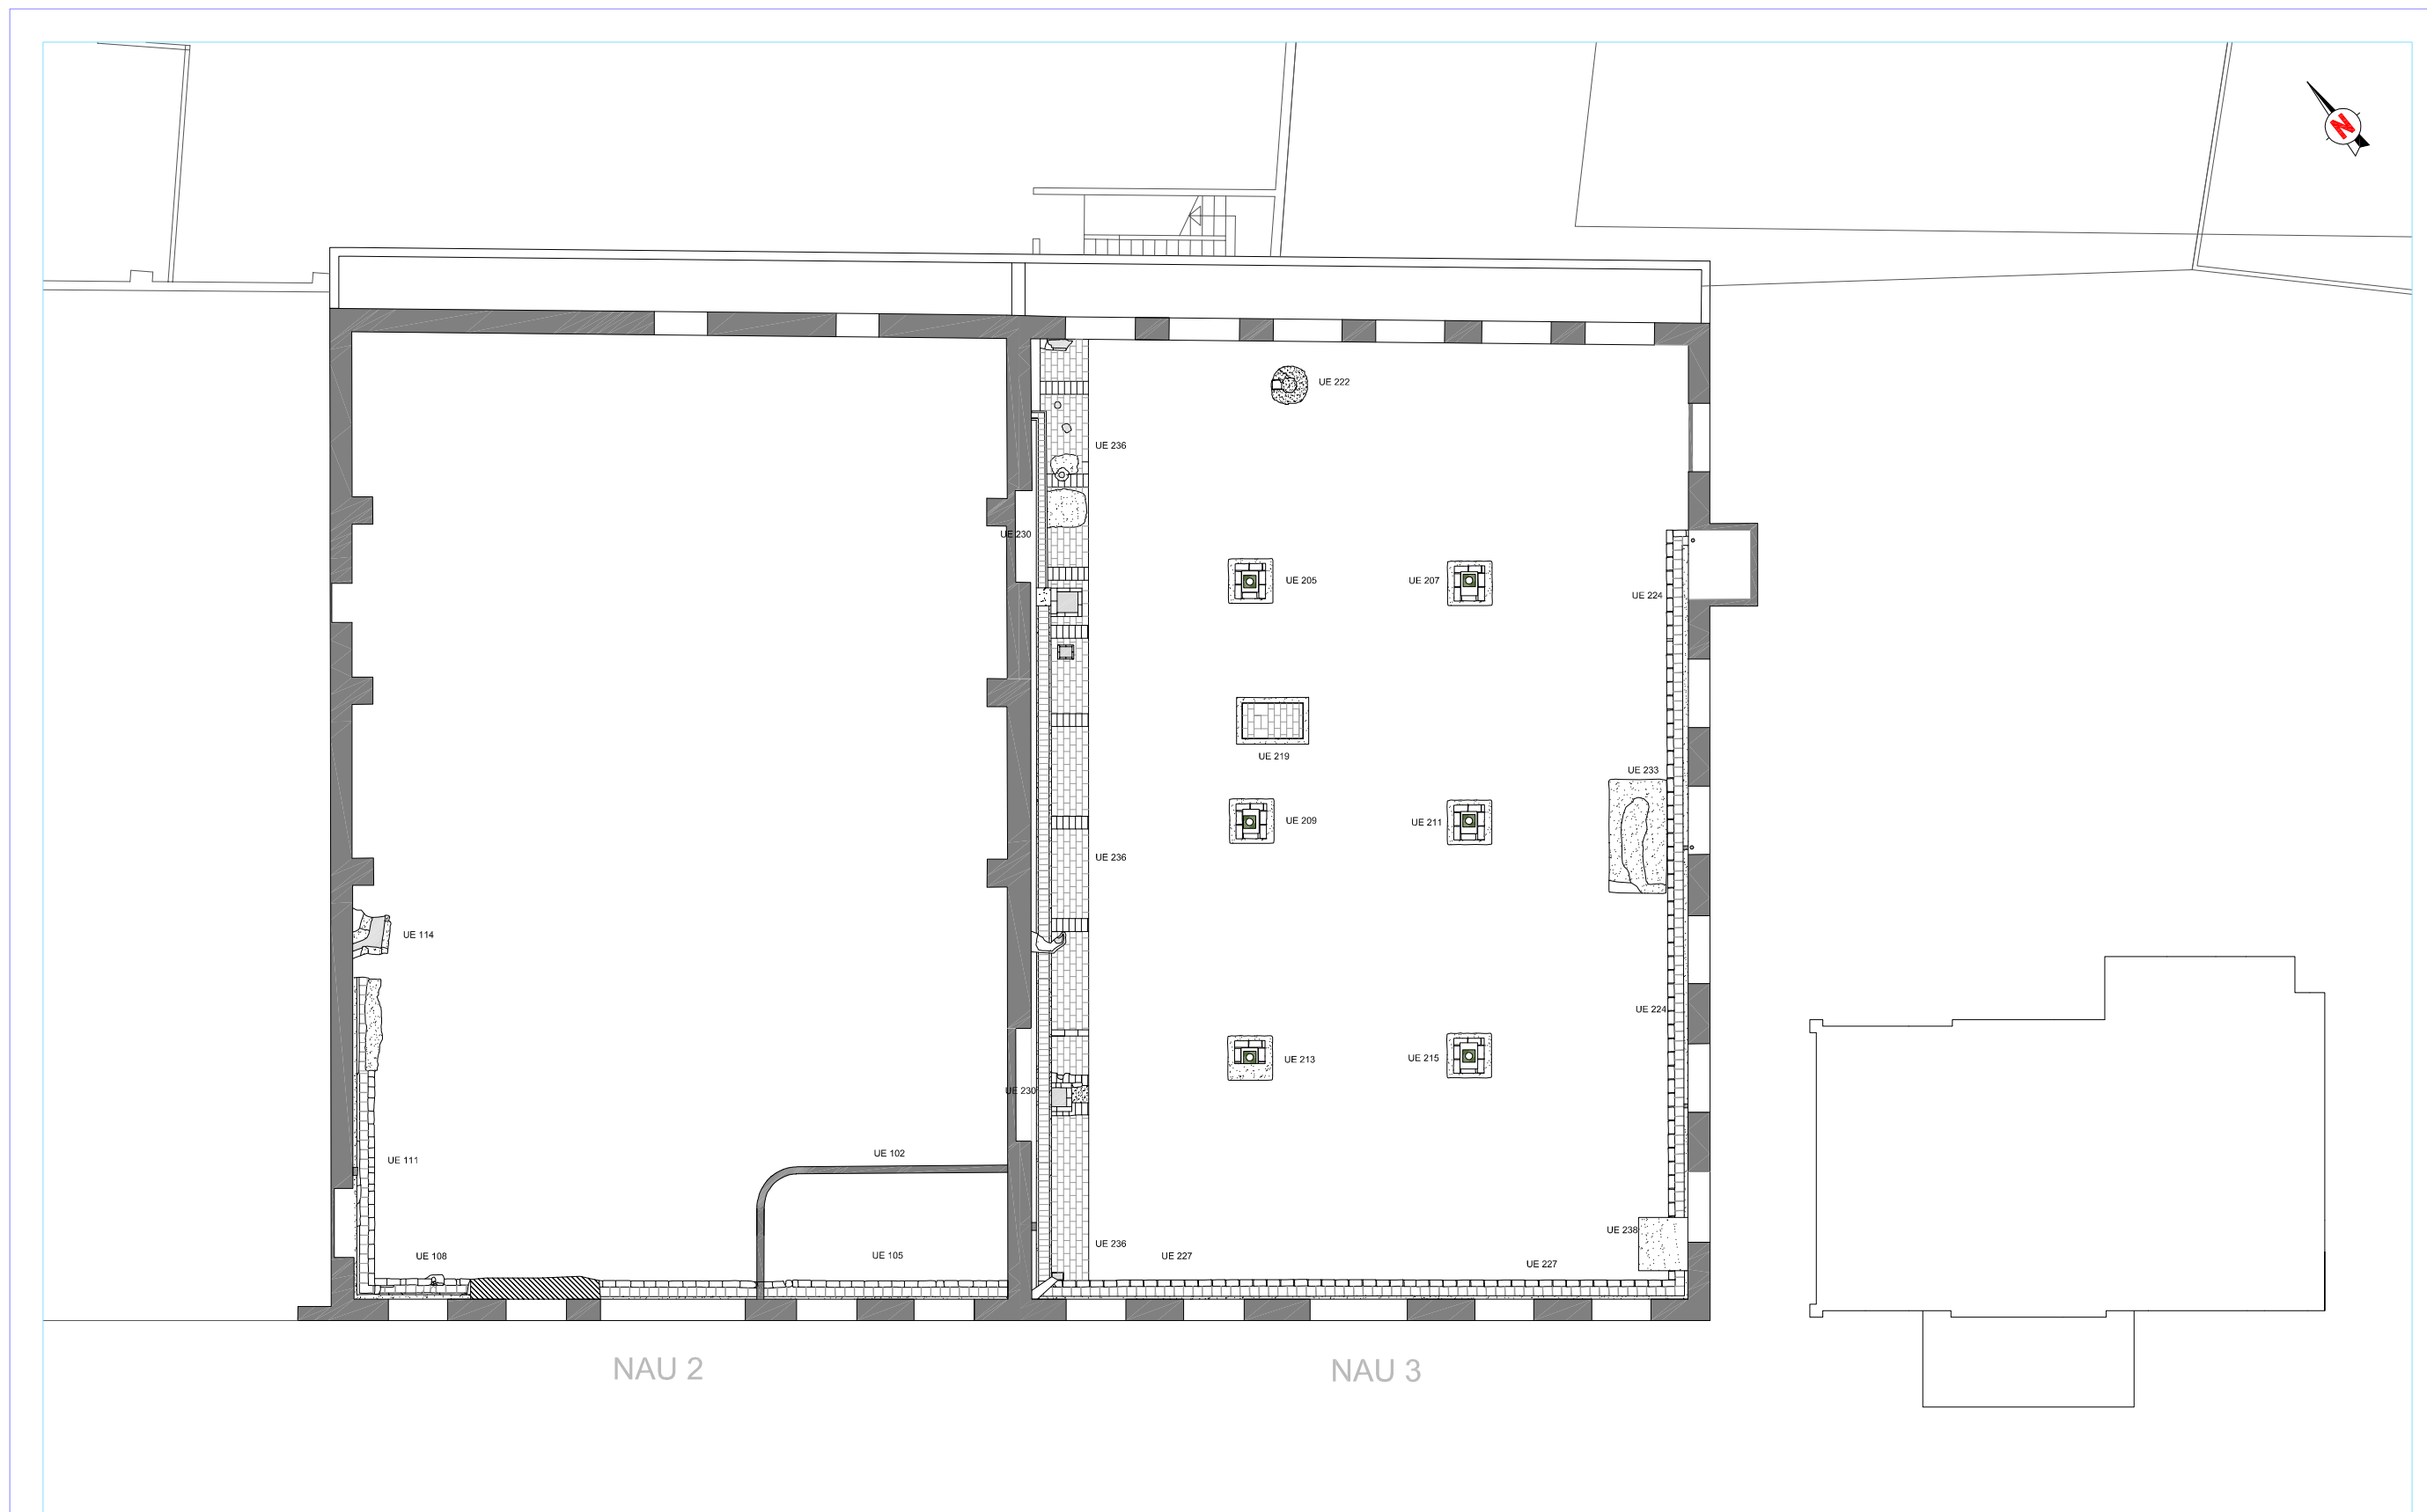 N
UE 222
UE 236
UE 230
UE 205
UE 207
UE 224
UE 219
UE 233
UE 209
UE 211
UE 236
UE 114
UE 224
UE 213
UE 215
UE 230
UE 102
UE 111
UE 238
UE 236
UE 108
UE 105
UE 227
UE 227
NAU 2
NAU 3